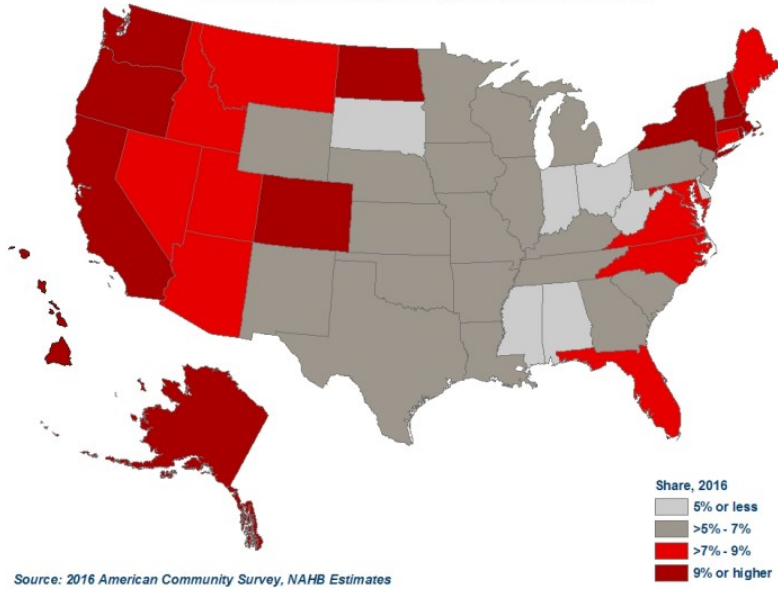 Share, 2016
5% or less
>5% - 7%
>7% - 9%
9% or higher
Source: 2016 American Community Survey, NAHB Estimates